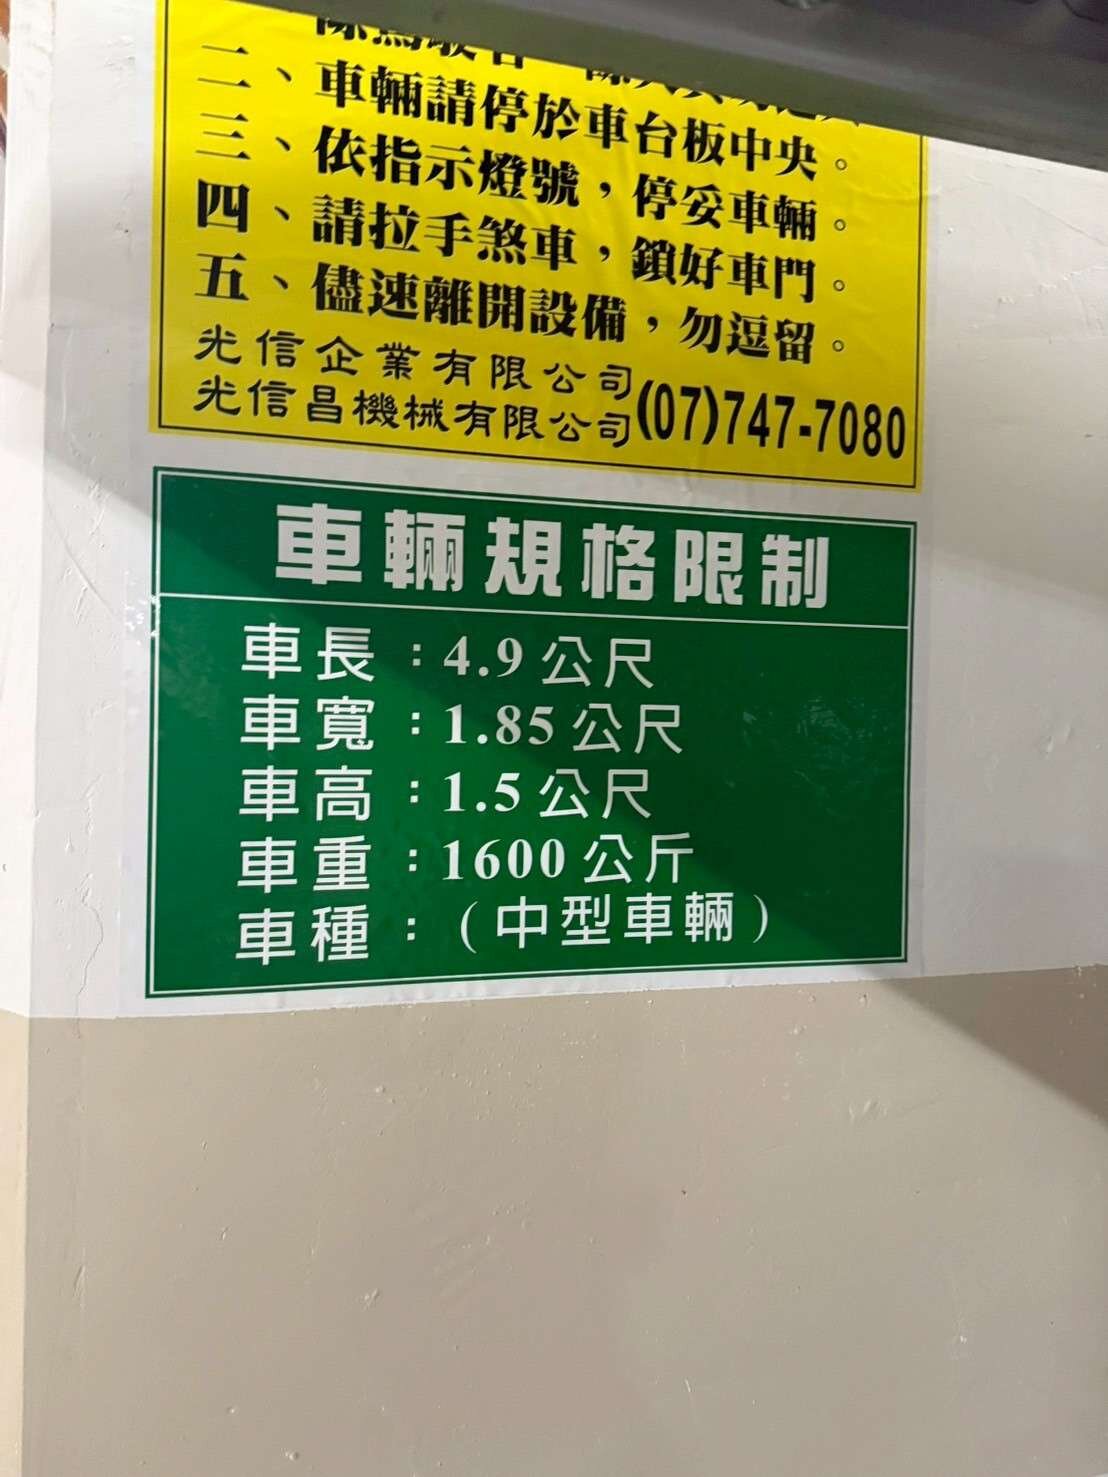 二、車輛請停於車台板中央。
三、依指示燈號，停妥車輛。
四、請拉手煞車，鎖好車門。
五、儘速離開設備，勿逗留。
光信企業有限公司
光信昌機械有限公司(07)747-7080
車輛規格限制
車長：4.9公尺
車寬：1.85公尺
車高：1.5公尺
車重：1600公斤
車種：(中型車輛)